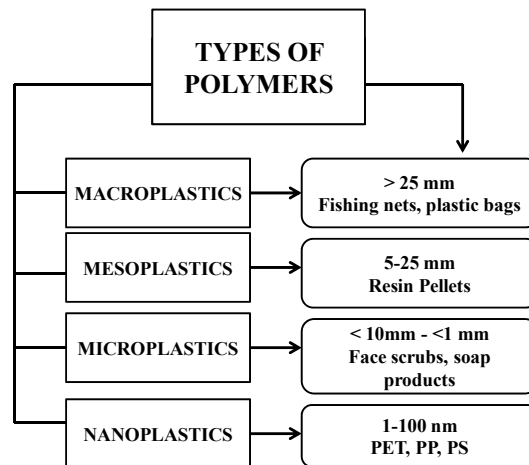 TYPES OF
POLYMERS
MACROPLASTICS
> 25 mm
Fishing nets, plastic bags
MESOPLASTICS
5-25 mm
Resin Pellets
MICROPLASTICS
< 10mm - <1 mm
Face scrubs, soap
products
NANOPLASTICS
1-100 nm
PET, PP, PS